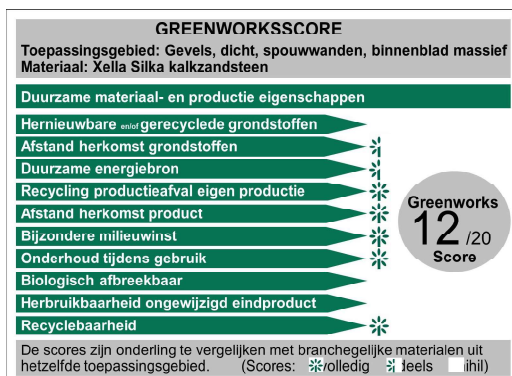 GREENWORKSSCORE
Toepassingsgebied: Gevels, dicht, spouwwanden, binnenblad massief
Materiaal: Xella Silka kalkzandsteen
Duurzame materiaal- en productie eigenschappen
Hernieuwbare en/of gerecyclede grondstoffen
Afstand herkomst grondstoffen
Duurzame energiebron
Recycling productieafval eigen productie
Afstand herkomst product
Bijzondere milieuwinst
Onderhoud tijdens gebruik
Biologisch afbreekbaar
Herbruikbaarheid ongewijzigd eindproduct
Recyclebaarheid
Greenworks
12 /20
Score
De scores zijn onderling te vergelijken met branchegelijke materialen uit
hetzelfde toepassingsgebied. (Scores: volledig deels ihil)